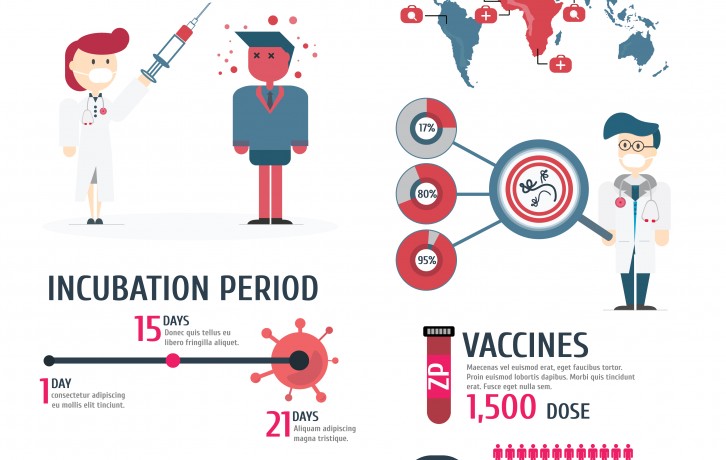 17%
80%
95%
INCUBATION PERIOD
15 DAYS
Donec quis tellus eu
libero fringilla aliquet.
1 DAY
consectetur adipiscing
eu mollis elit tinciunt.
21 DAYS
Aliquam adipiscing
magna tristique.
VACCINES
Maecenas vel euismod erat, eget faucibus tortor.
Proin euismod lobortis dapibus. Morbi quis tincidunt
erat. Fusce eget nulla sem.
ZP
1,500 DOSE